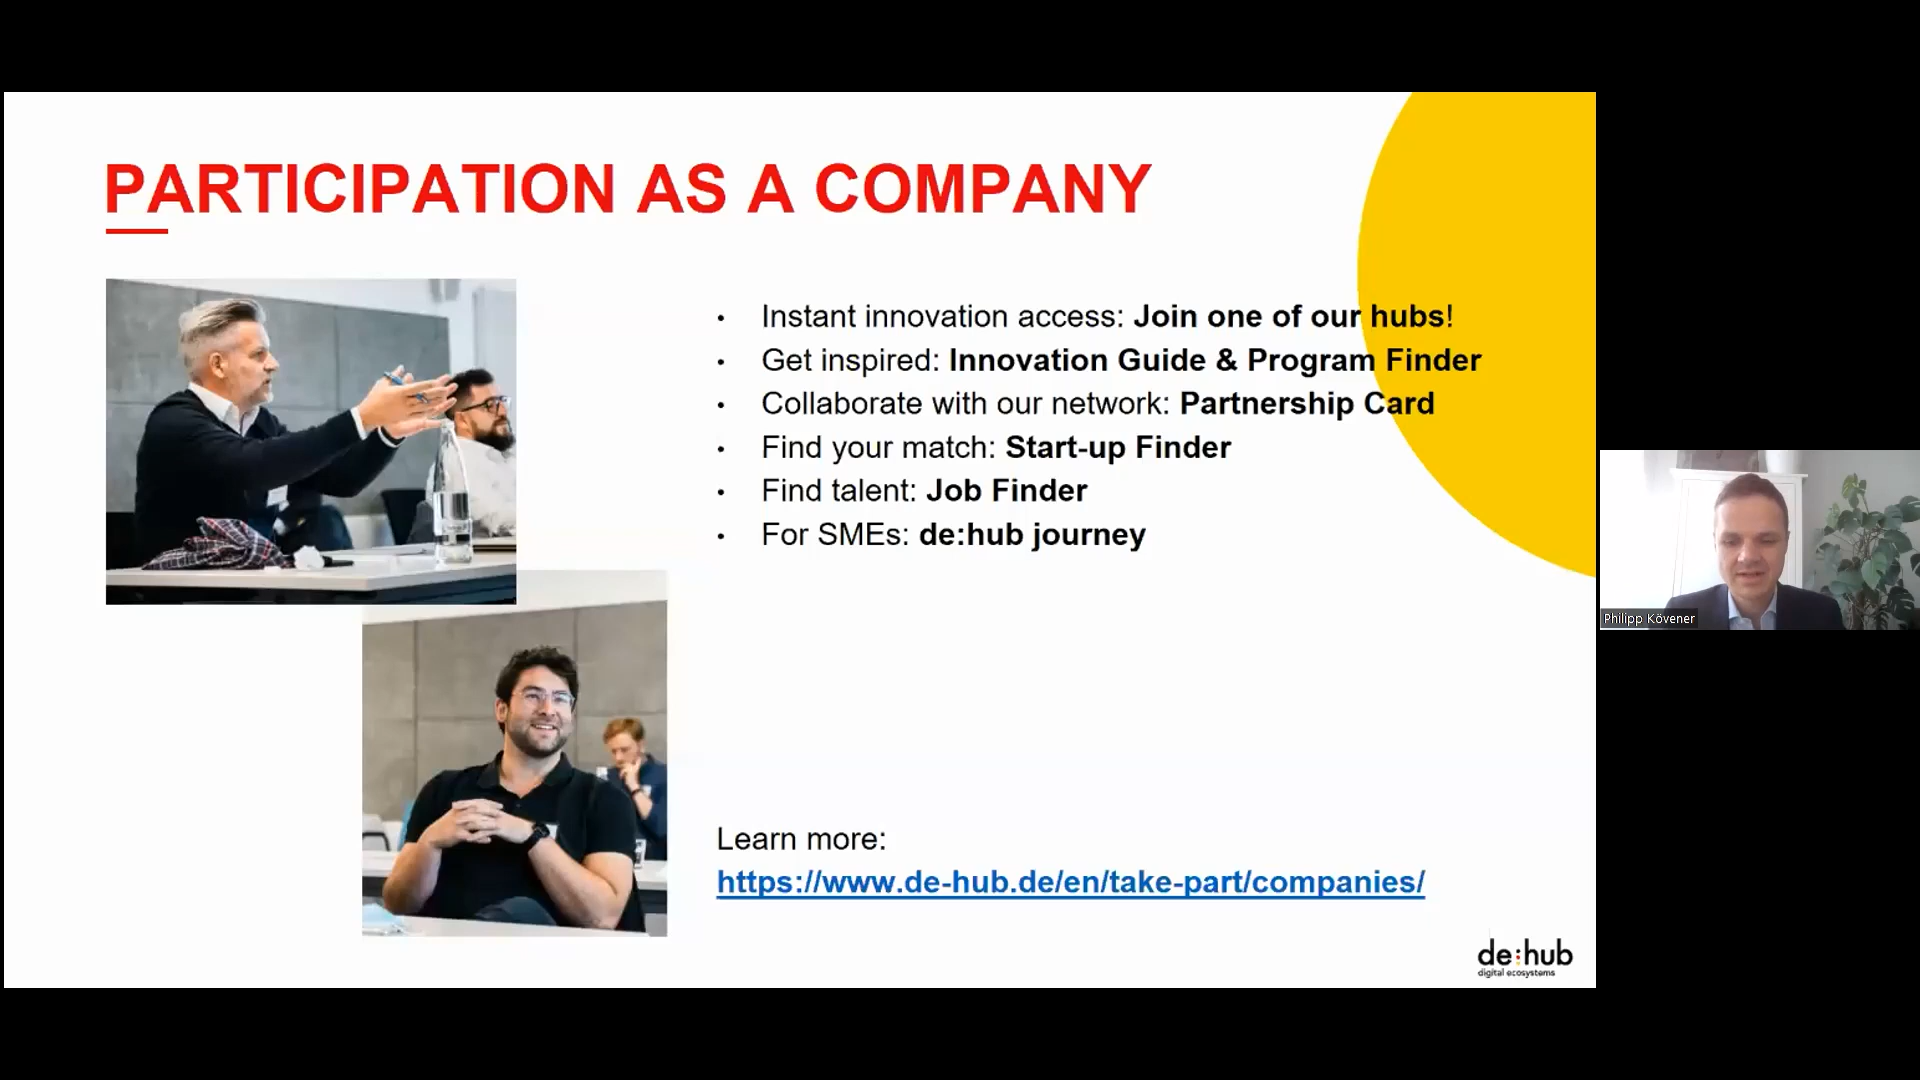 PARTICIPATION AS A COMPANY
• Instant innovation access: Join one of our hubs!
• Get inspired: Innovation Guide & Program Finder
• Collaborate with our network: Partnership Card
• Find your match: Start-up Finder
• Find talent: Job Finder
• For SMEs: de:hub journey
Learn more:
https://www.de-hub.de/en/take-part/companies/
de:hub
digital ecosystems
Philipp Kövener